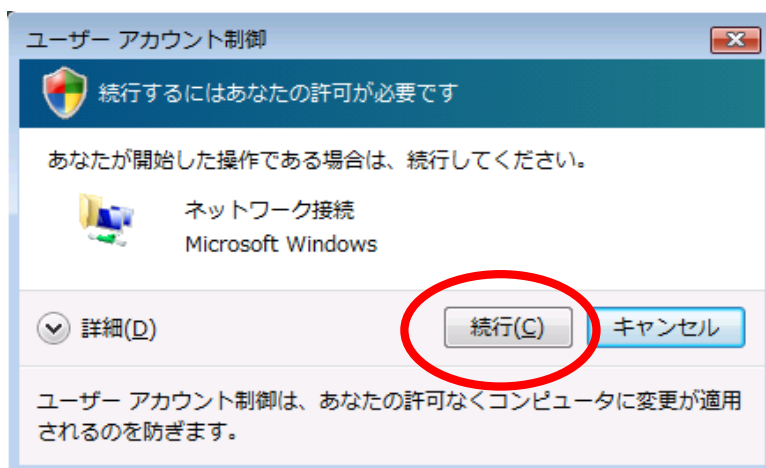 ユーザー アカウント制御
続行するにはあなたの許可が必要です
あなたが開始した操作である場合は、続行してください。
ネットワーク接続
Microsoft Windows
詳細(D)
続行(C)
キャンセル
ユーザー アカウント制御は、あなたの許可なくコンピュータに変更が適用
されるのを防ぎます。